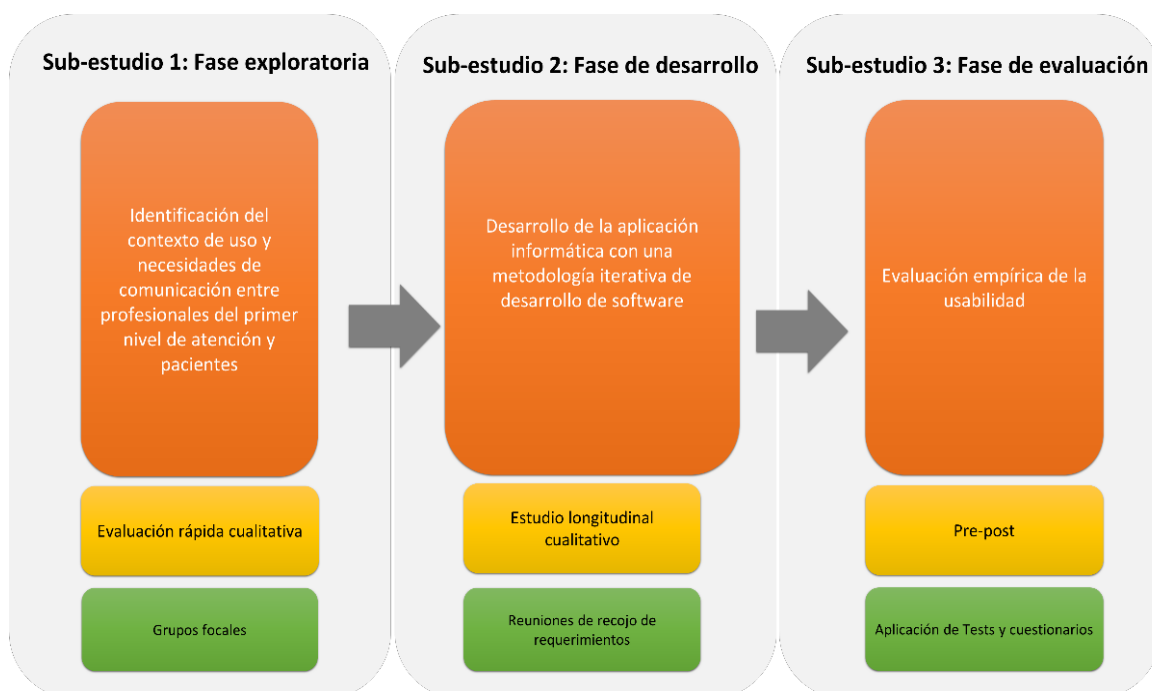 Sub-estudio 1: Fase exploratoria
Identificación del
contexto de uso y
necesidades de
comunicación entre
profesionales del primer
nivel de atención y
pacientes
Evaluación rápida cualitativa
Grupos focales
Sub-estudio 2: Fase de desarrollo
Desarrollo de la aplicación
informática con una
metodología iterativa de
desarrollo de software
Estudio longitudinal
cualitativo
Reuniones de recojo de
requerimientos
Sub-estudio 3: Fase de evaluación
Evaluación empírica de la
usabilidad
Pre-post
Aplicación de Tests y cuestionarios